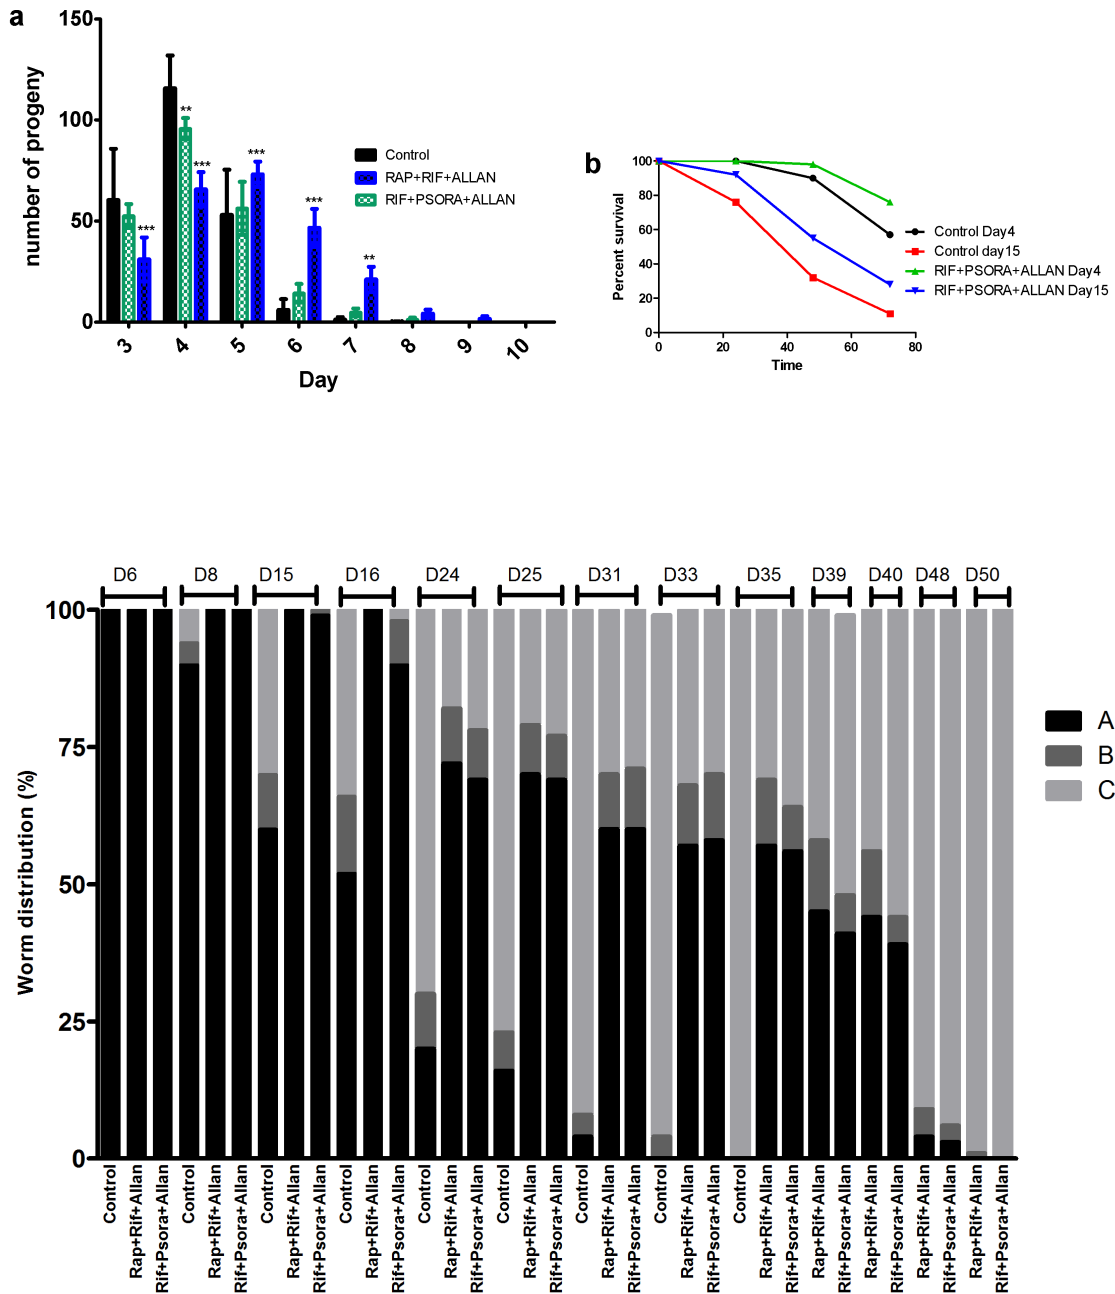 a
150
100
50
0
number of progeny
**
***
***
***
***
**
Control
RAP+RIF+ALLAN
RIF+PSORA+ALLAN
3
4
5
6
7
8
9
10
Day
b
100
80
60
40
20
0
Percent survival
0
20
40
60
80
Time
Control Day4
Control day15
RIF+PSORA+ALLAN Day4
RIF+PSORA+ALLAN Day15
D6
D8
D15
D16
D24
D25
D31
D33
D35
D39
D40
D48
D50
100
75
50
25
0
Worm distribution (%)
A
B
C
Control
Rap+Rif+Allan
Rif+Psora+Allan
Control
Rap+Rif+Allan
Rif+Psora+Allan
Control
Rap+Rif+Allan
Rif+Psora+Allan
Control
Rap+Rif+Allan
Rif+Psora+Allan
Control
Rap+Rif+Allan
Rif+Psora+Allan
Control
Rap+Rif+Allan
Rif+Psora+Allan
Control
Rap+Rif+Allan
Rif+Psora+Allan
Control
Rap+Rif+Allan
Rif+Psora+Allan
Control
Rap+Rif+Allan
Rif+Psora+Allan
Rap+Rif+Allan
Rif+Psora+Allan
Rap+Rif+Allan
Rif+Psora+Allan
Rap+Rif+Allan
Rif+Psora+Allan
Rap+Rif+Allan
Rif+Psora+Allan